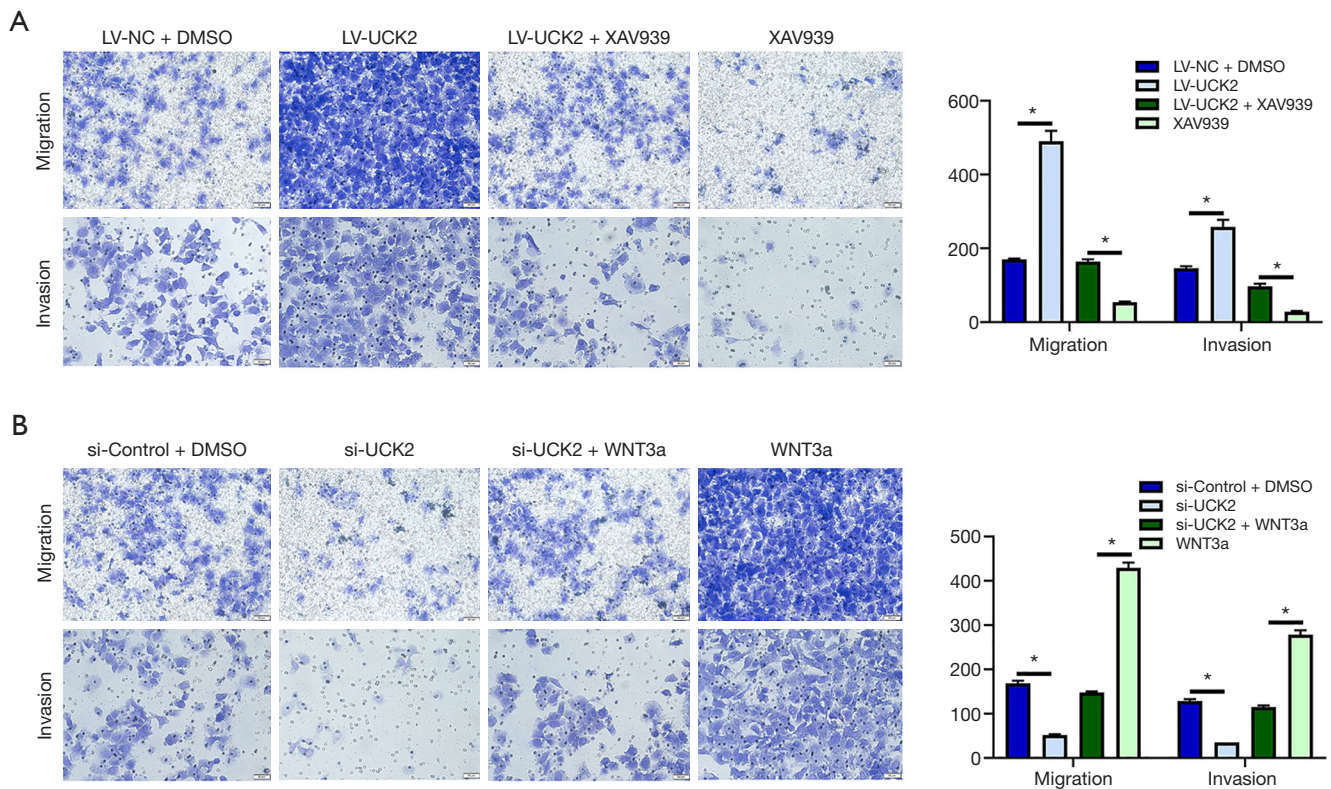 A
LV-NC + DMSO
LV-UCK2
LV-UCK2 + XAV939
XAV939
Migration
Invasion
LV-NC + DMSO
LV-UCK2
LV-UCK2 + XAV939
XAV939
600
400
200
0
*
*
*
*
Migration
Invasion
B
si-Control + DMSO
si-UCK2
si-UCK2 + WNT3a
WNT3a
Migration
Invasion
si-Control + DMSO
si-UCK2
si-UCK2 + WNT3a
WNT3a
500
400
300
200
100
0
*
*
*
*
Migration
Invasion